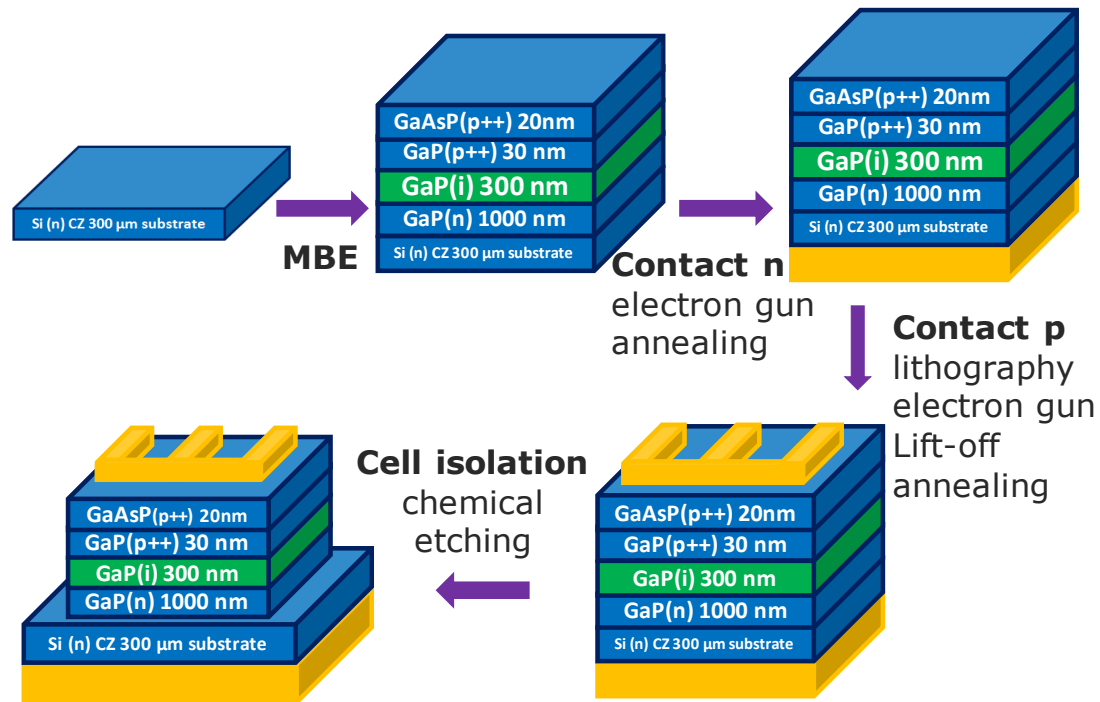 Si (n) CZ 300 µm substrate
MBE
GaAsP(p++) 20nm
GaP(p++) 30 nm
GaP(i) 300 nm
GaP(n) 1000 nm
Si (n) CZ 300 µm substrate
Contact n
electron gun
annealing
GaAsP(p++) 20nm
GaP(p++) 30 nm
GaP(i) 300 nm
GaP(n) 1000 nm
Si (n) CZ 300 µm substrate
Contact p
lithography
electron gun
Lift-off
annealing
GaAsP(p++) 20nm
GaP(p++) 30 nm
GaP(i) 300 nm
GaP(n) 1000 nm
Si (n) CZ 300 µm substrate
Cell isolation
chemical
etching
GaAsP(p++) 20nm
GaP(p++) 30 nm
GaP(i) 300 nm
GaP(n) 1000 nm
Si (n) CZ 300 µm substrate